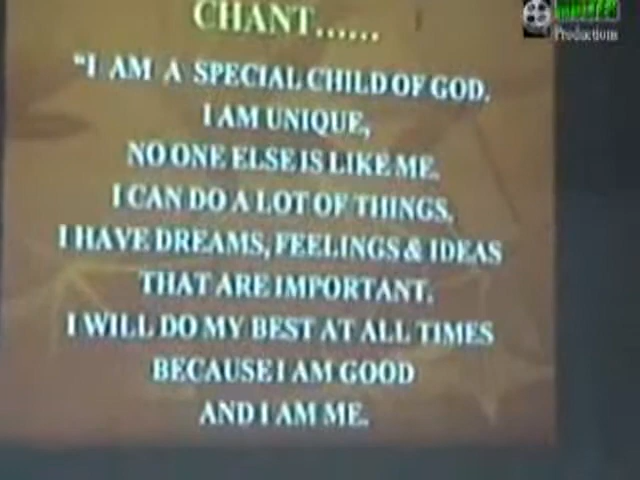 CHANT......
"I AM A SPECIAL CHILD OF GOD.
I AM UNIQUE,
NO ONE ELSE IS LIKE ME.
I CAN DO A LOT OF THINGS.
I HAVE DREAMS, FEELINGS & IDEAS
THAT ARE IMPORTANT.
I WILL DO MY BEST AT ALL TIMES
BECAUSE I AM GOOD
AND I AM ME.
Productions